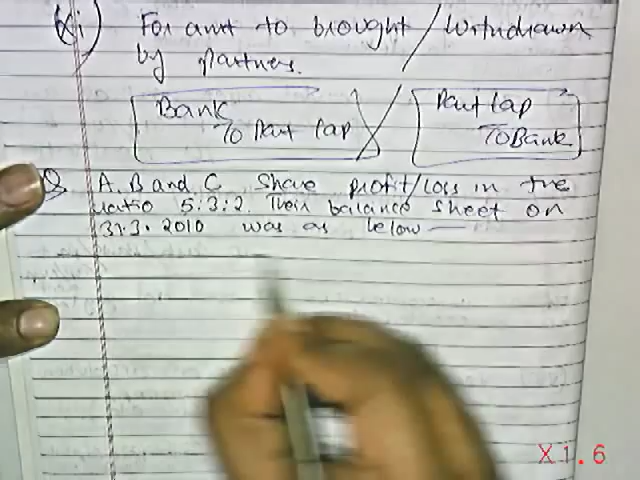 (xi) For amt to brought / withdrawn
by partners.
Bank
To Part Cap
Part Cap
To Bank
Q. A, B and C Share profit/loss in the
ratio 5:3:2. Their balance sheet on
31.3.2010 was as below
X1.6